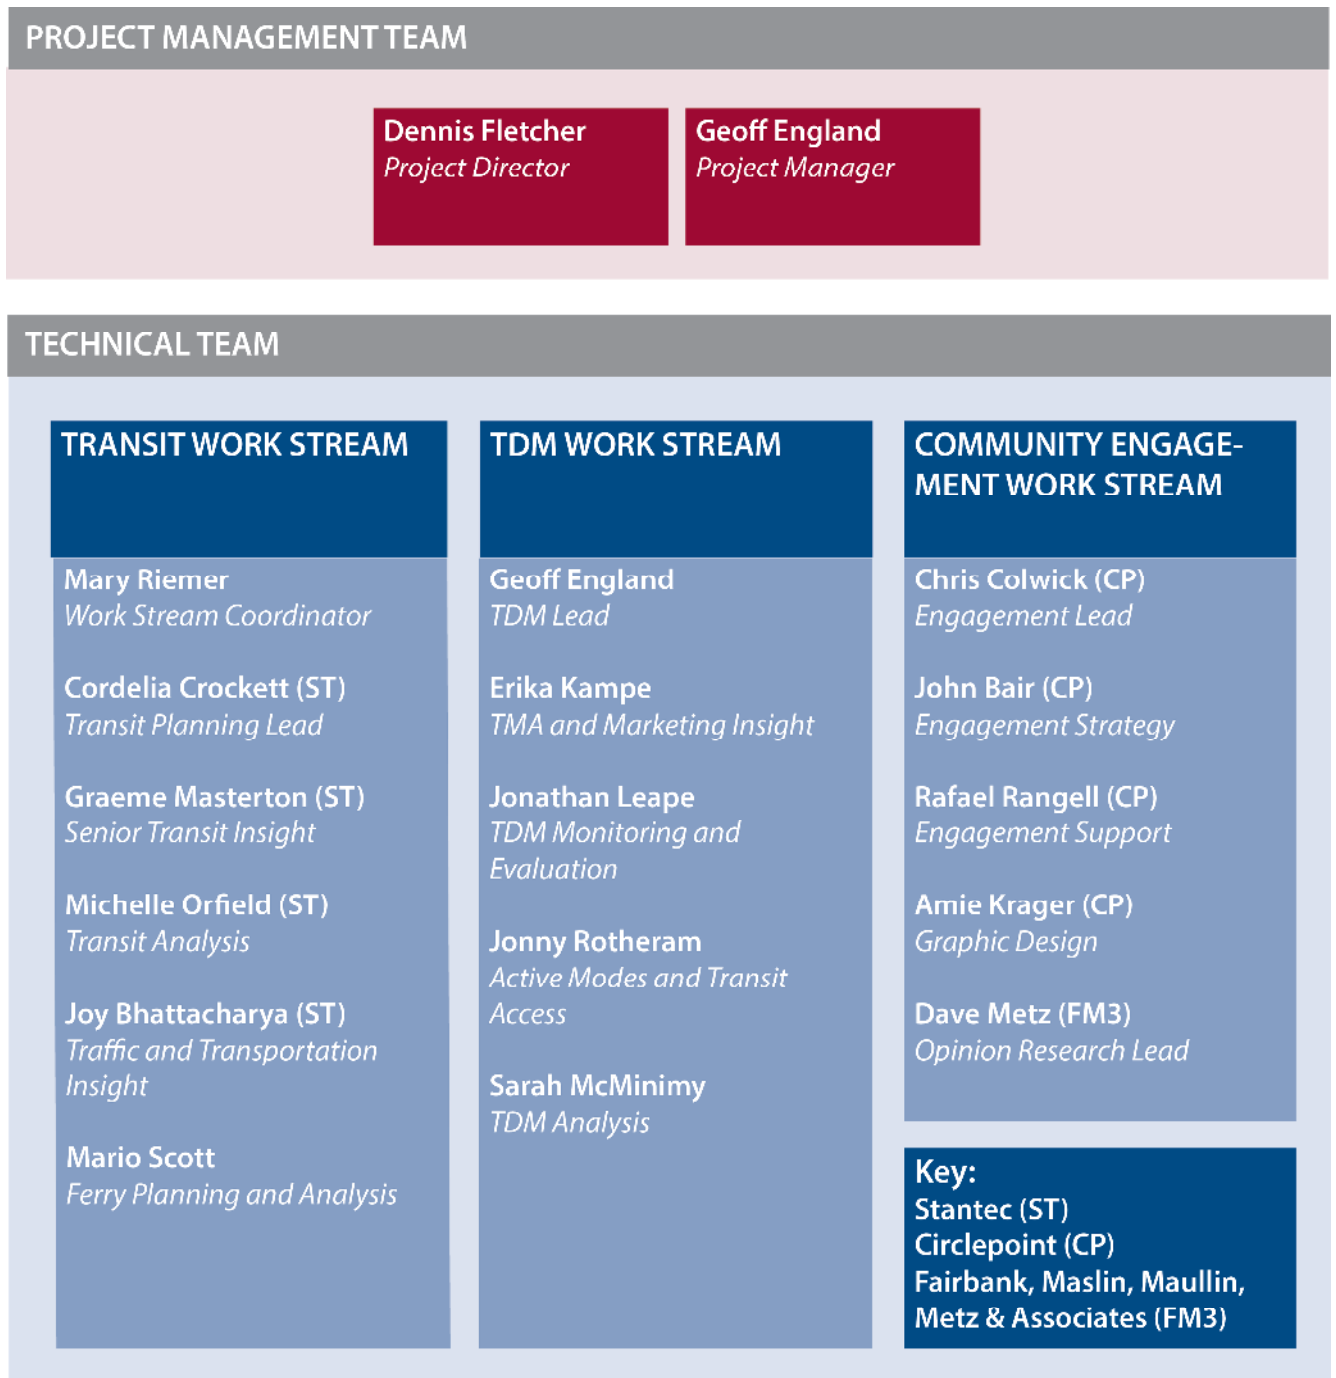 PROJECT MANAGEMENT TEAM
Dennis Fletcher
Project Director
Geoff England
Project Manager
TECHNICAL TEAM
TRANSIT WORK STREAM
Mary Riemer
Work Stream Coordinator
Cordelia Crockett (ST)
Transit Planning Lead
Graeme Masterton (ST)
Senior Transit Insight
Michelle Orfield (ST)
Transit Analysis
Joy Bhattacharya (ST)
Traffic and Transportation
Insight
Mario Scott
Ferry Planning and Analysis
TDM WORK STREAM
Geoff England
TDM Lead
Erika Kampe
TMA and Marketing Insight
Jonathan Leape
TDM Monitoring and
Evaluation
Jonny Rotheram
Active Modes and Transit
Access
Sarah McMinimy
TDM Analysis
COMMUNITY ENGAGE-
MENT WORK STREAM
Chris Colwick (CP)
Engagement Lead
John Bair (CP)
Engagement Strategy
Rafael Rangell (CP)
Engagement Support
Amie Krager (CP)
Graphic Design
Dave Metz (FM3)
Opinion Research Lead
Key:
Stantec (ST)
Circlepoint (CP)
Fairbank, Maslin, Maullin,
Metz & Associates (FM3)